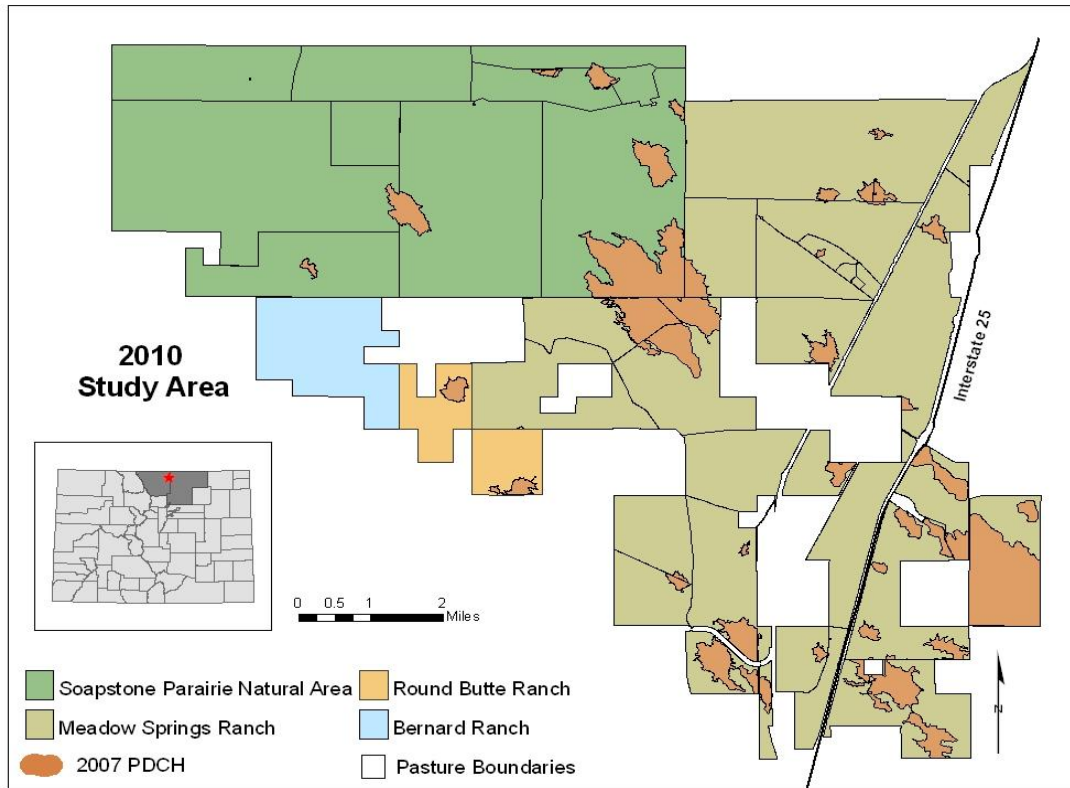 2010
Study Area
Interstate 25
0 0.5 1 2
Miles
Soapstone Parairie Natural Area
Round Butte Ranch
Meadow Springs Ranch
Bernard Ranch
2007 PDCH
Pasture Boundaries
N